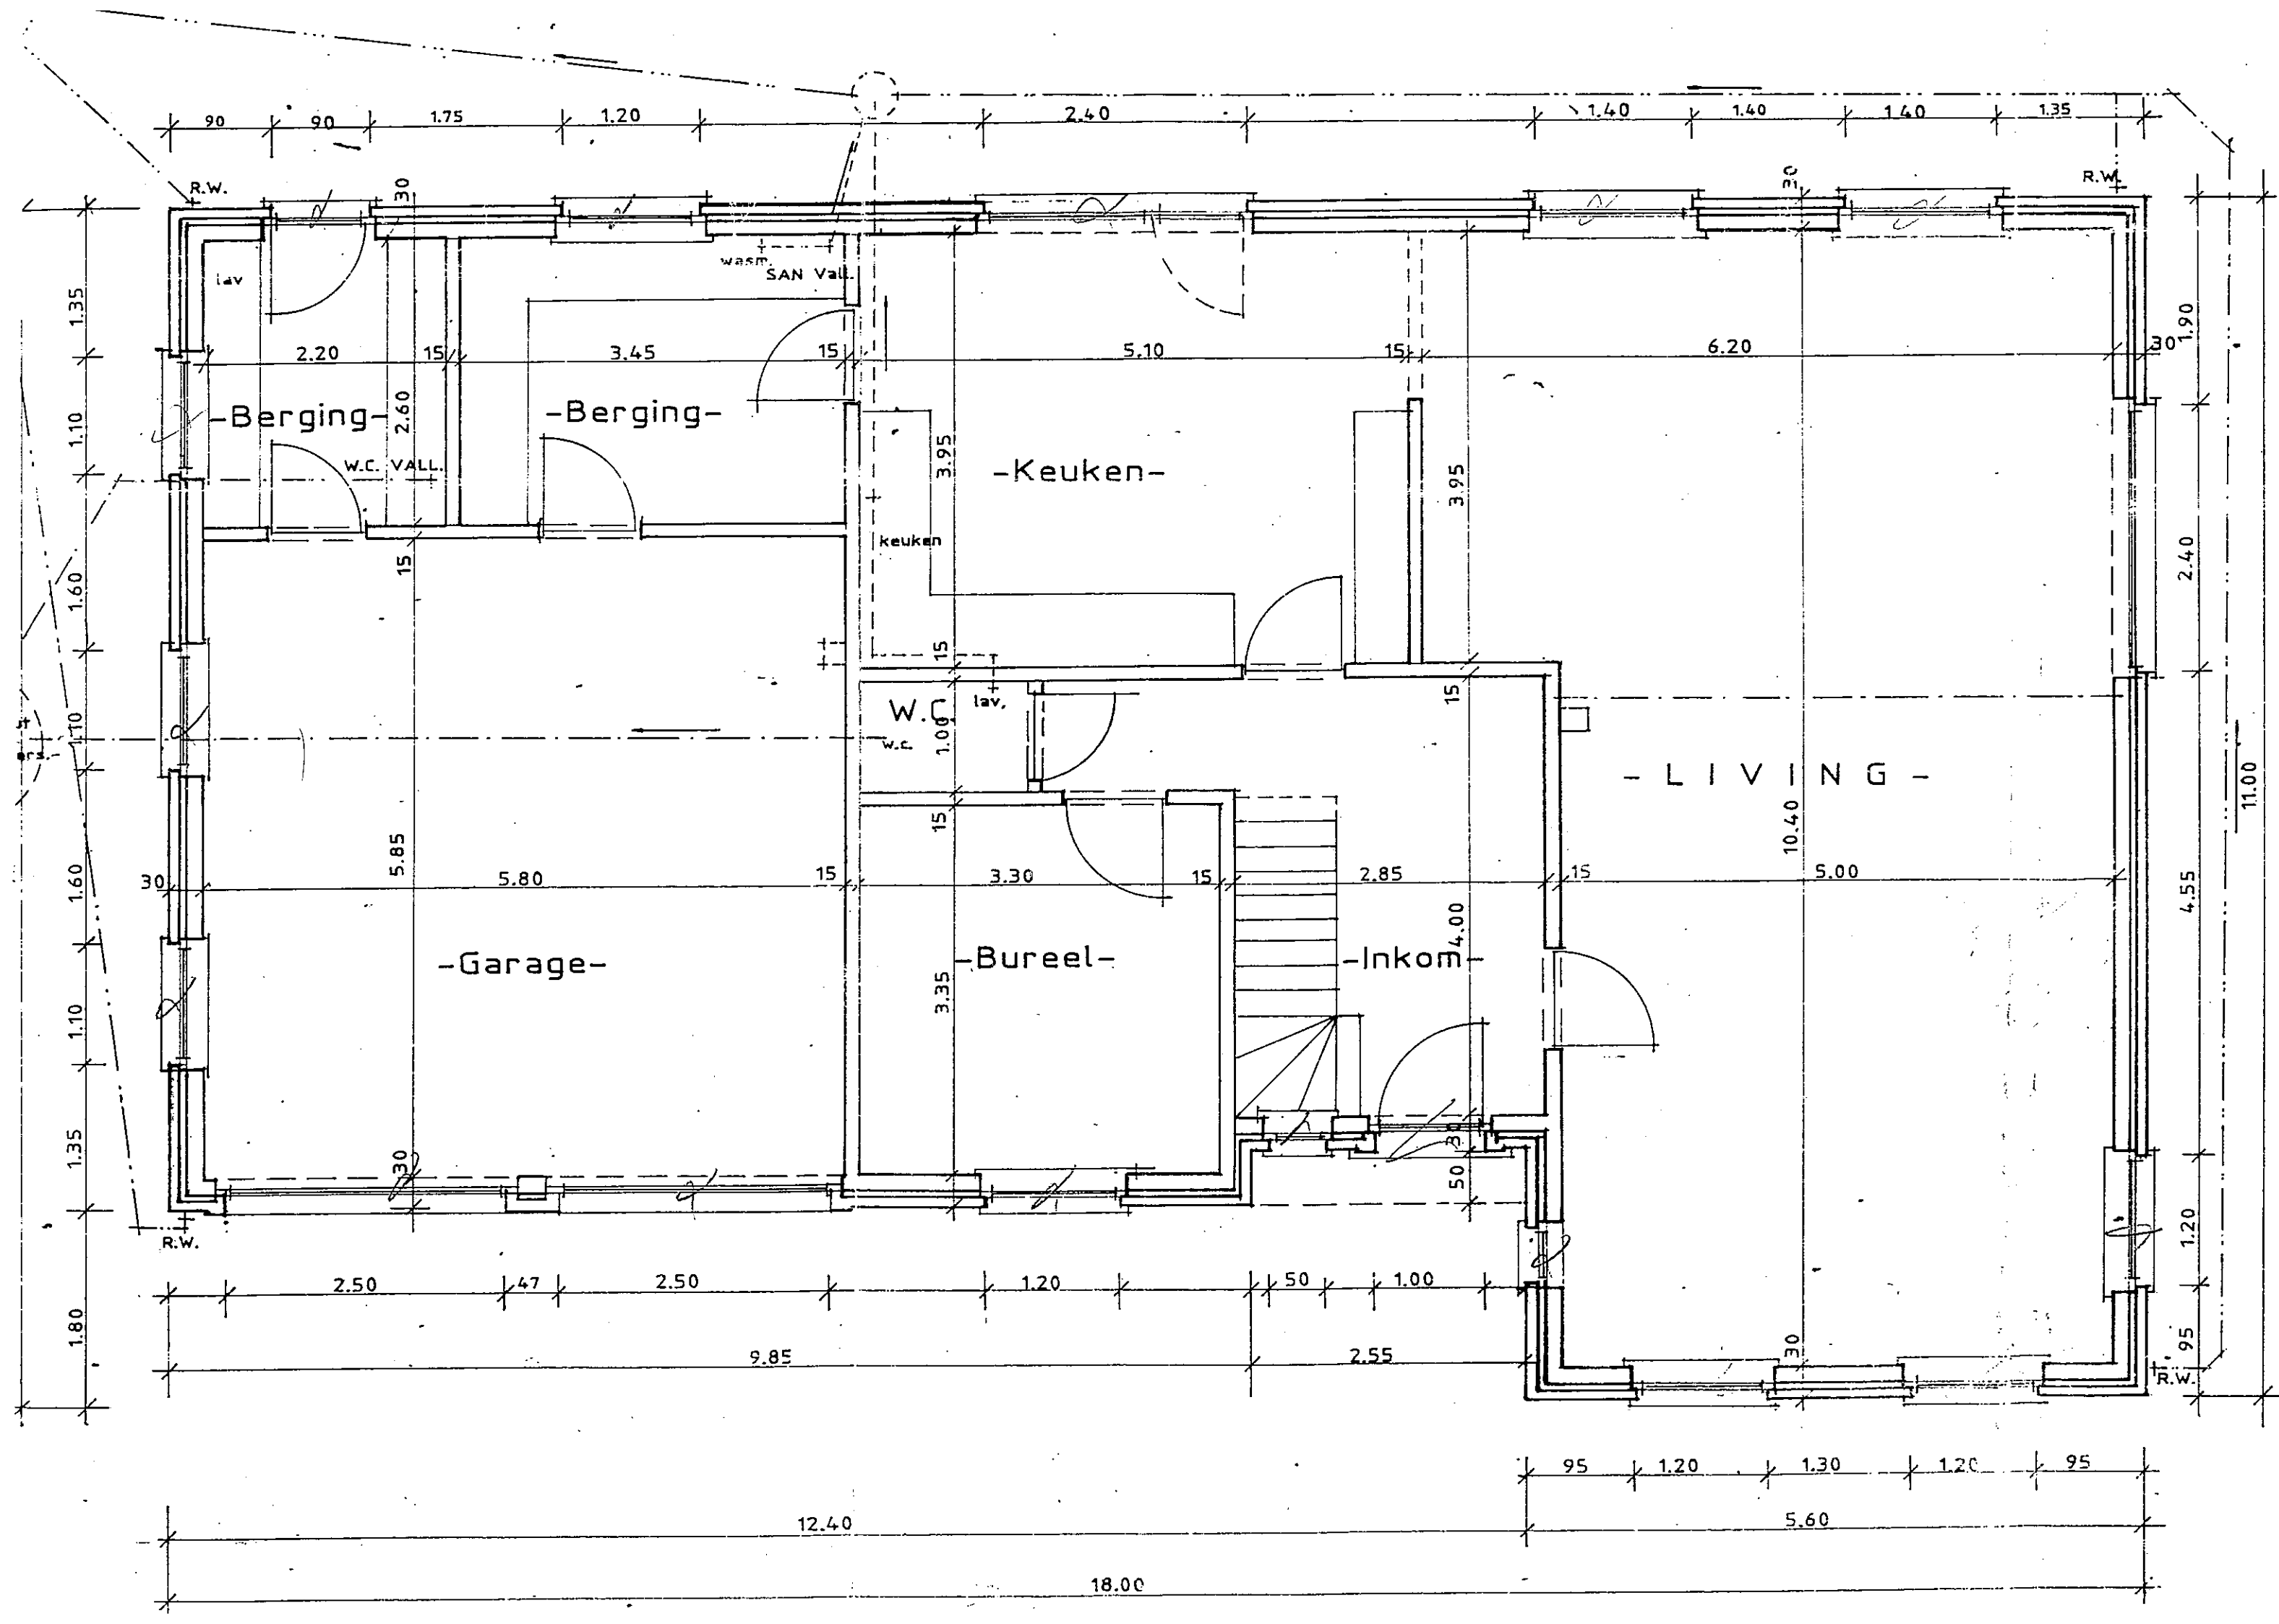 90 90 1.75 1.20 2.40 1.40 1.40 1.40 1.35
R.W. 30 30 R.W.
lav wasm. SAN Vall.
1.35 1.90
2.20 15 3.45 15 5.10 15 6.20 30
1.10 -Berging- 2.60 -Berging-
W.C. VALL. 3.95 -Keuken- 3.95
keuken
1.60 15 2.40
15 15
W.C. lav.
1.10 1.00 w.c.
- L I V I N G -
11.00
15 10.40
5.85
30 5.80 15 3.30 15 2.85 15 5.00
1.60 4.55
4.00
-Garage- -Bureel- -Inkom-
3.35
1.10
1.35 30 30
50
R.W. 1.20
2.50 47 2.50 1.20 50 1.00
1.80 30 95
9.85 2.55
R.W.
95 1.20 1.30 1.20 95
12.40 5.60
18.00